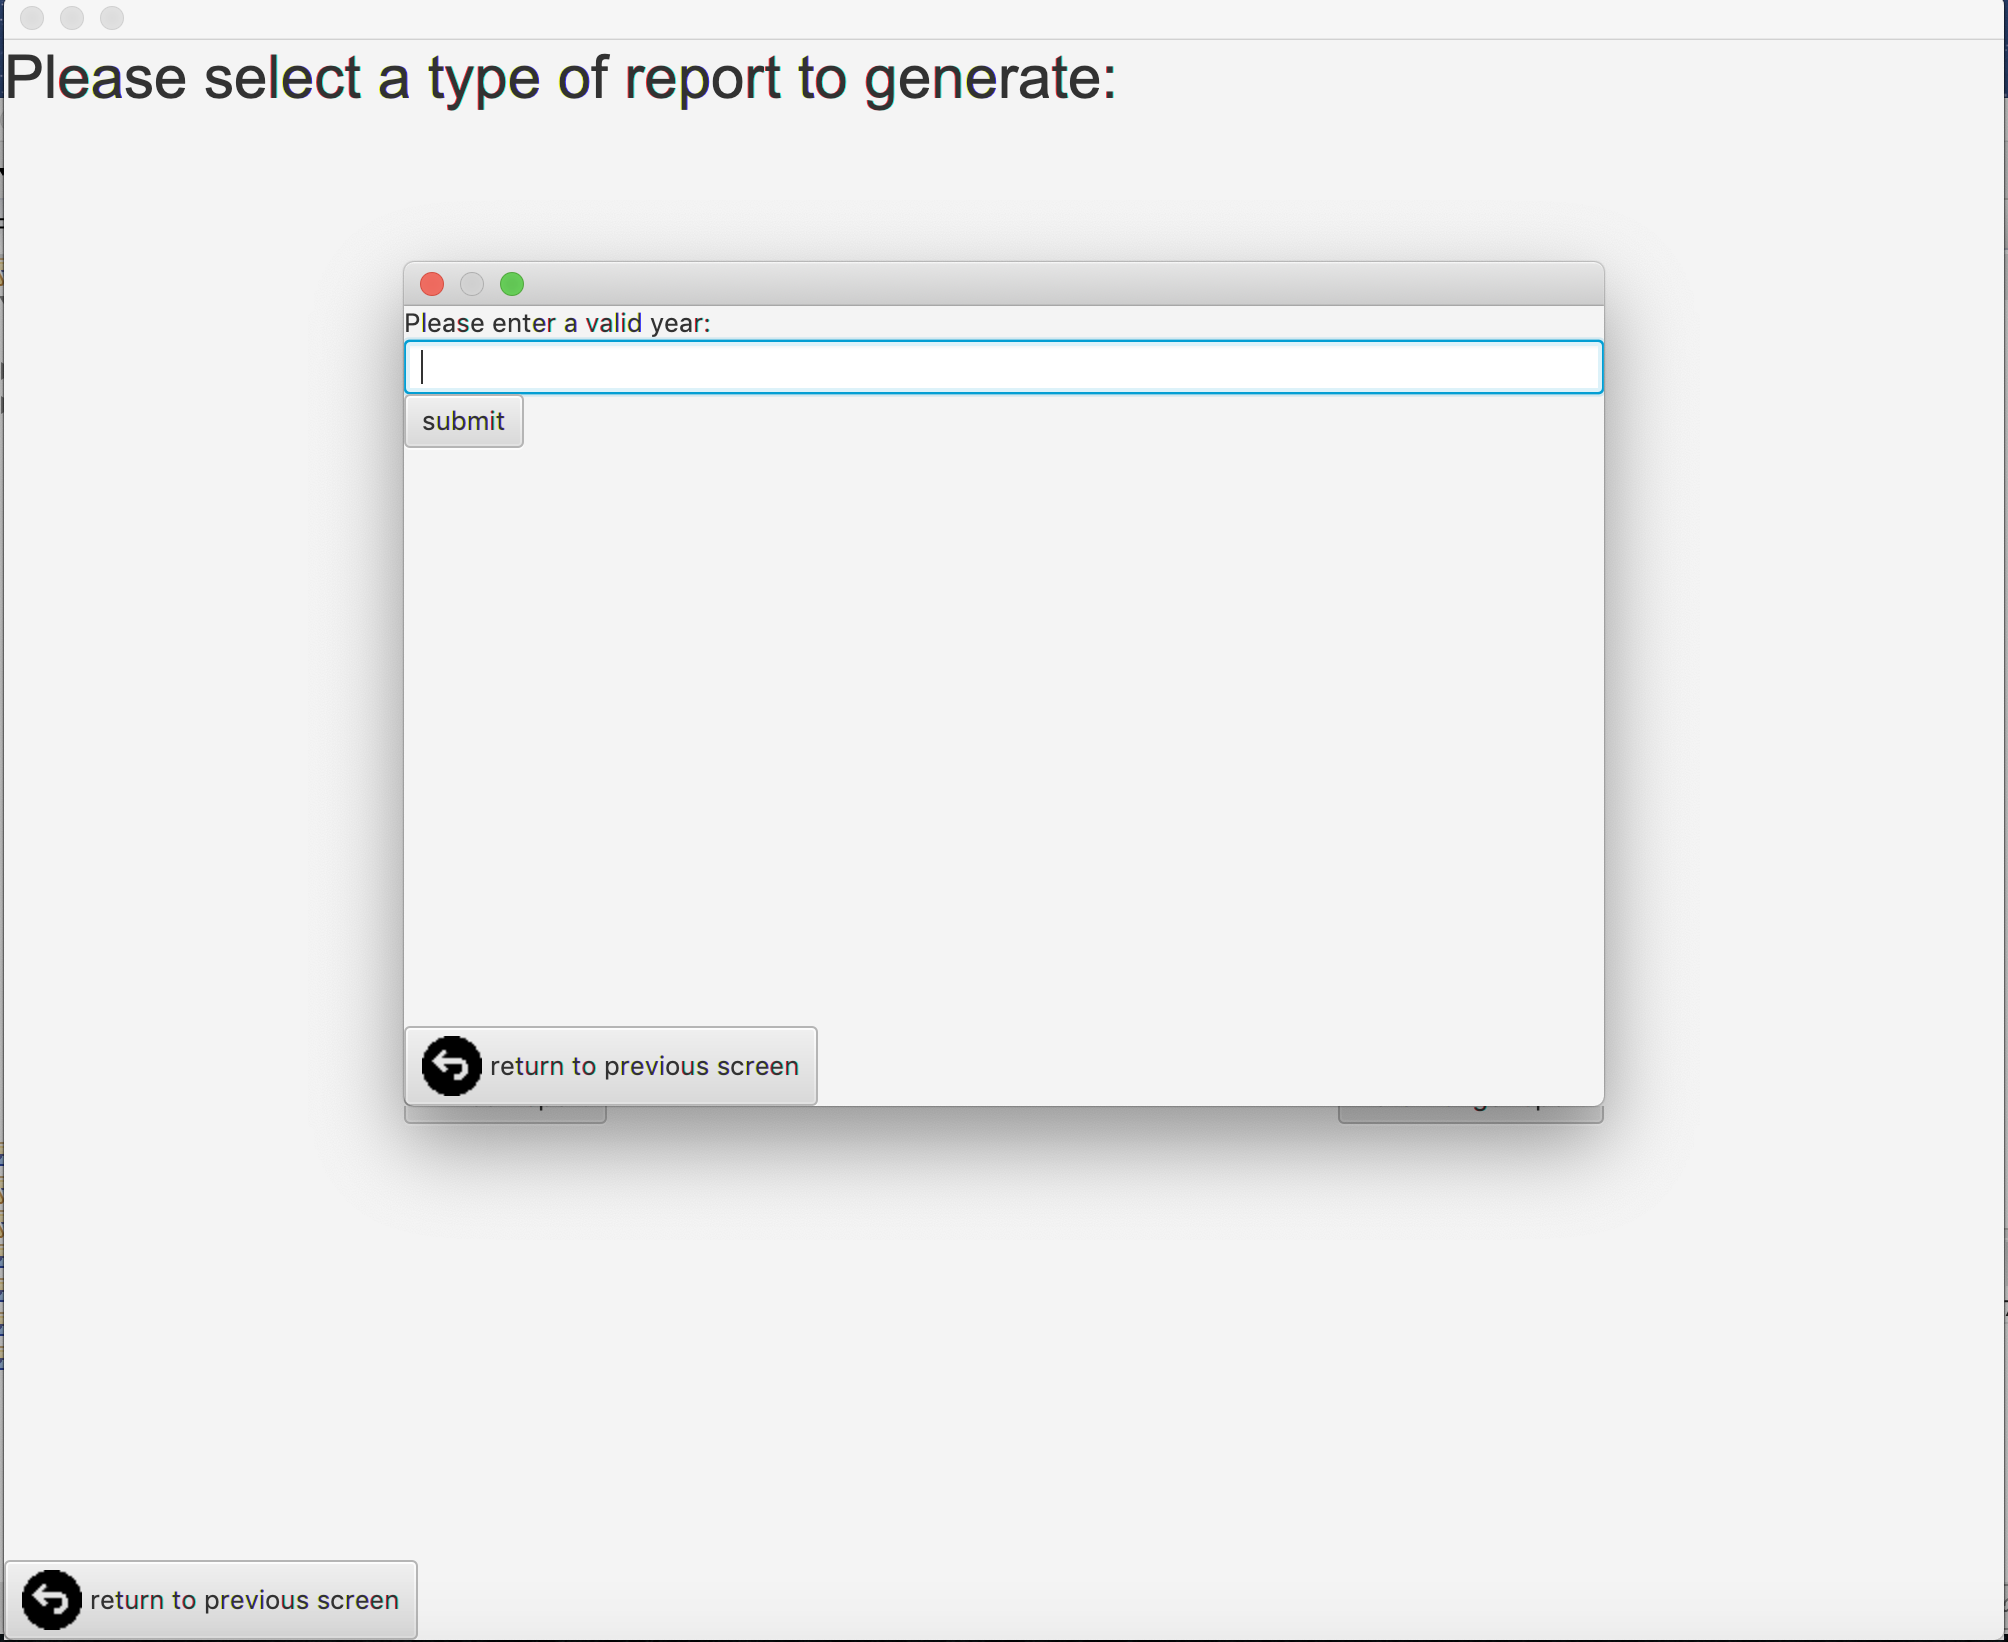 Please select a type of report to generate:
Please enter a valid year:
submit
return to previous screen
return to previous screen